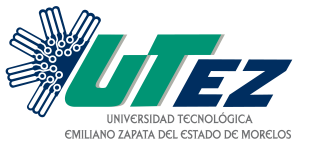 UTEZ
UNIVERSIDAD TECNOLÓGICA
EMILIANO ZAPATA DEL ESTADO DE MORELOS